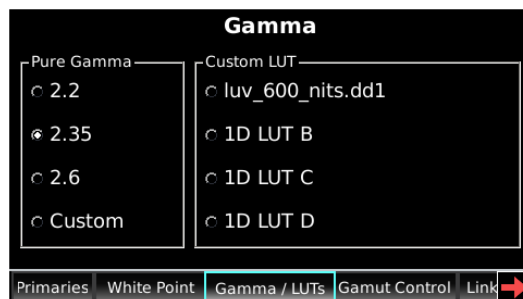 Gamma
Pure Gamma
2.2
2.35
2.6
Custom
Custom LUT
luv_600_nits.dd1
1D LUT B
1D LUT C
1D LUT D
Primaries White Point Gamma / LUTs Gamut Control Link